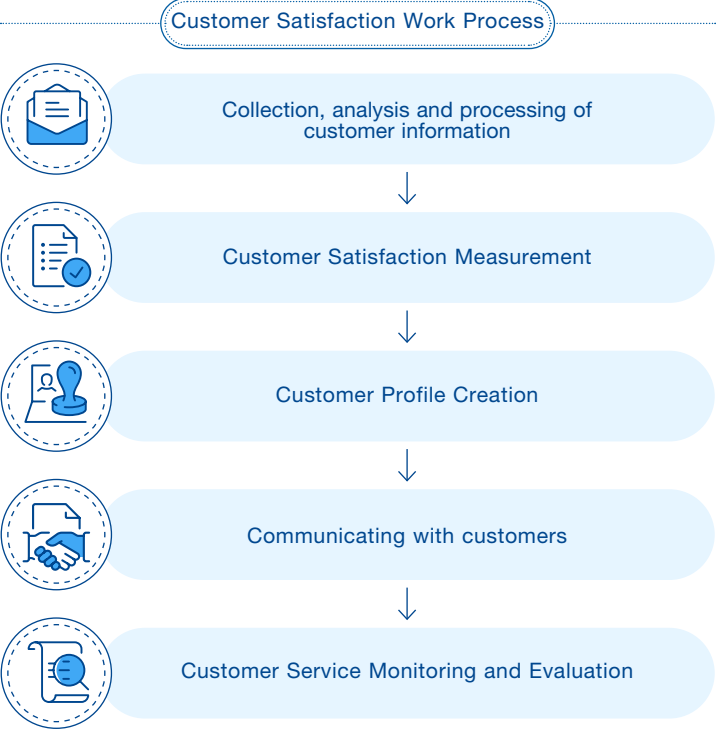 Customer Satisfaction Work Process
Collection, analysis and processing of
customer information
Customer Satisfaction Measurement
Customer Profile Creation
Communicating with customers
Customer Service Monitoring and Evaluation